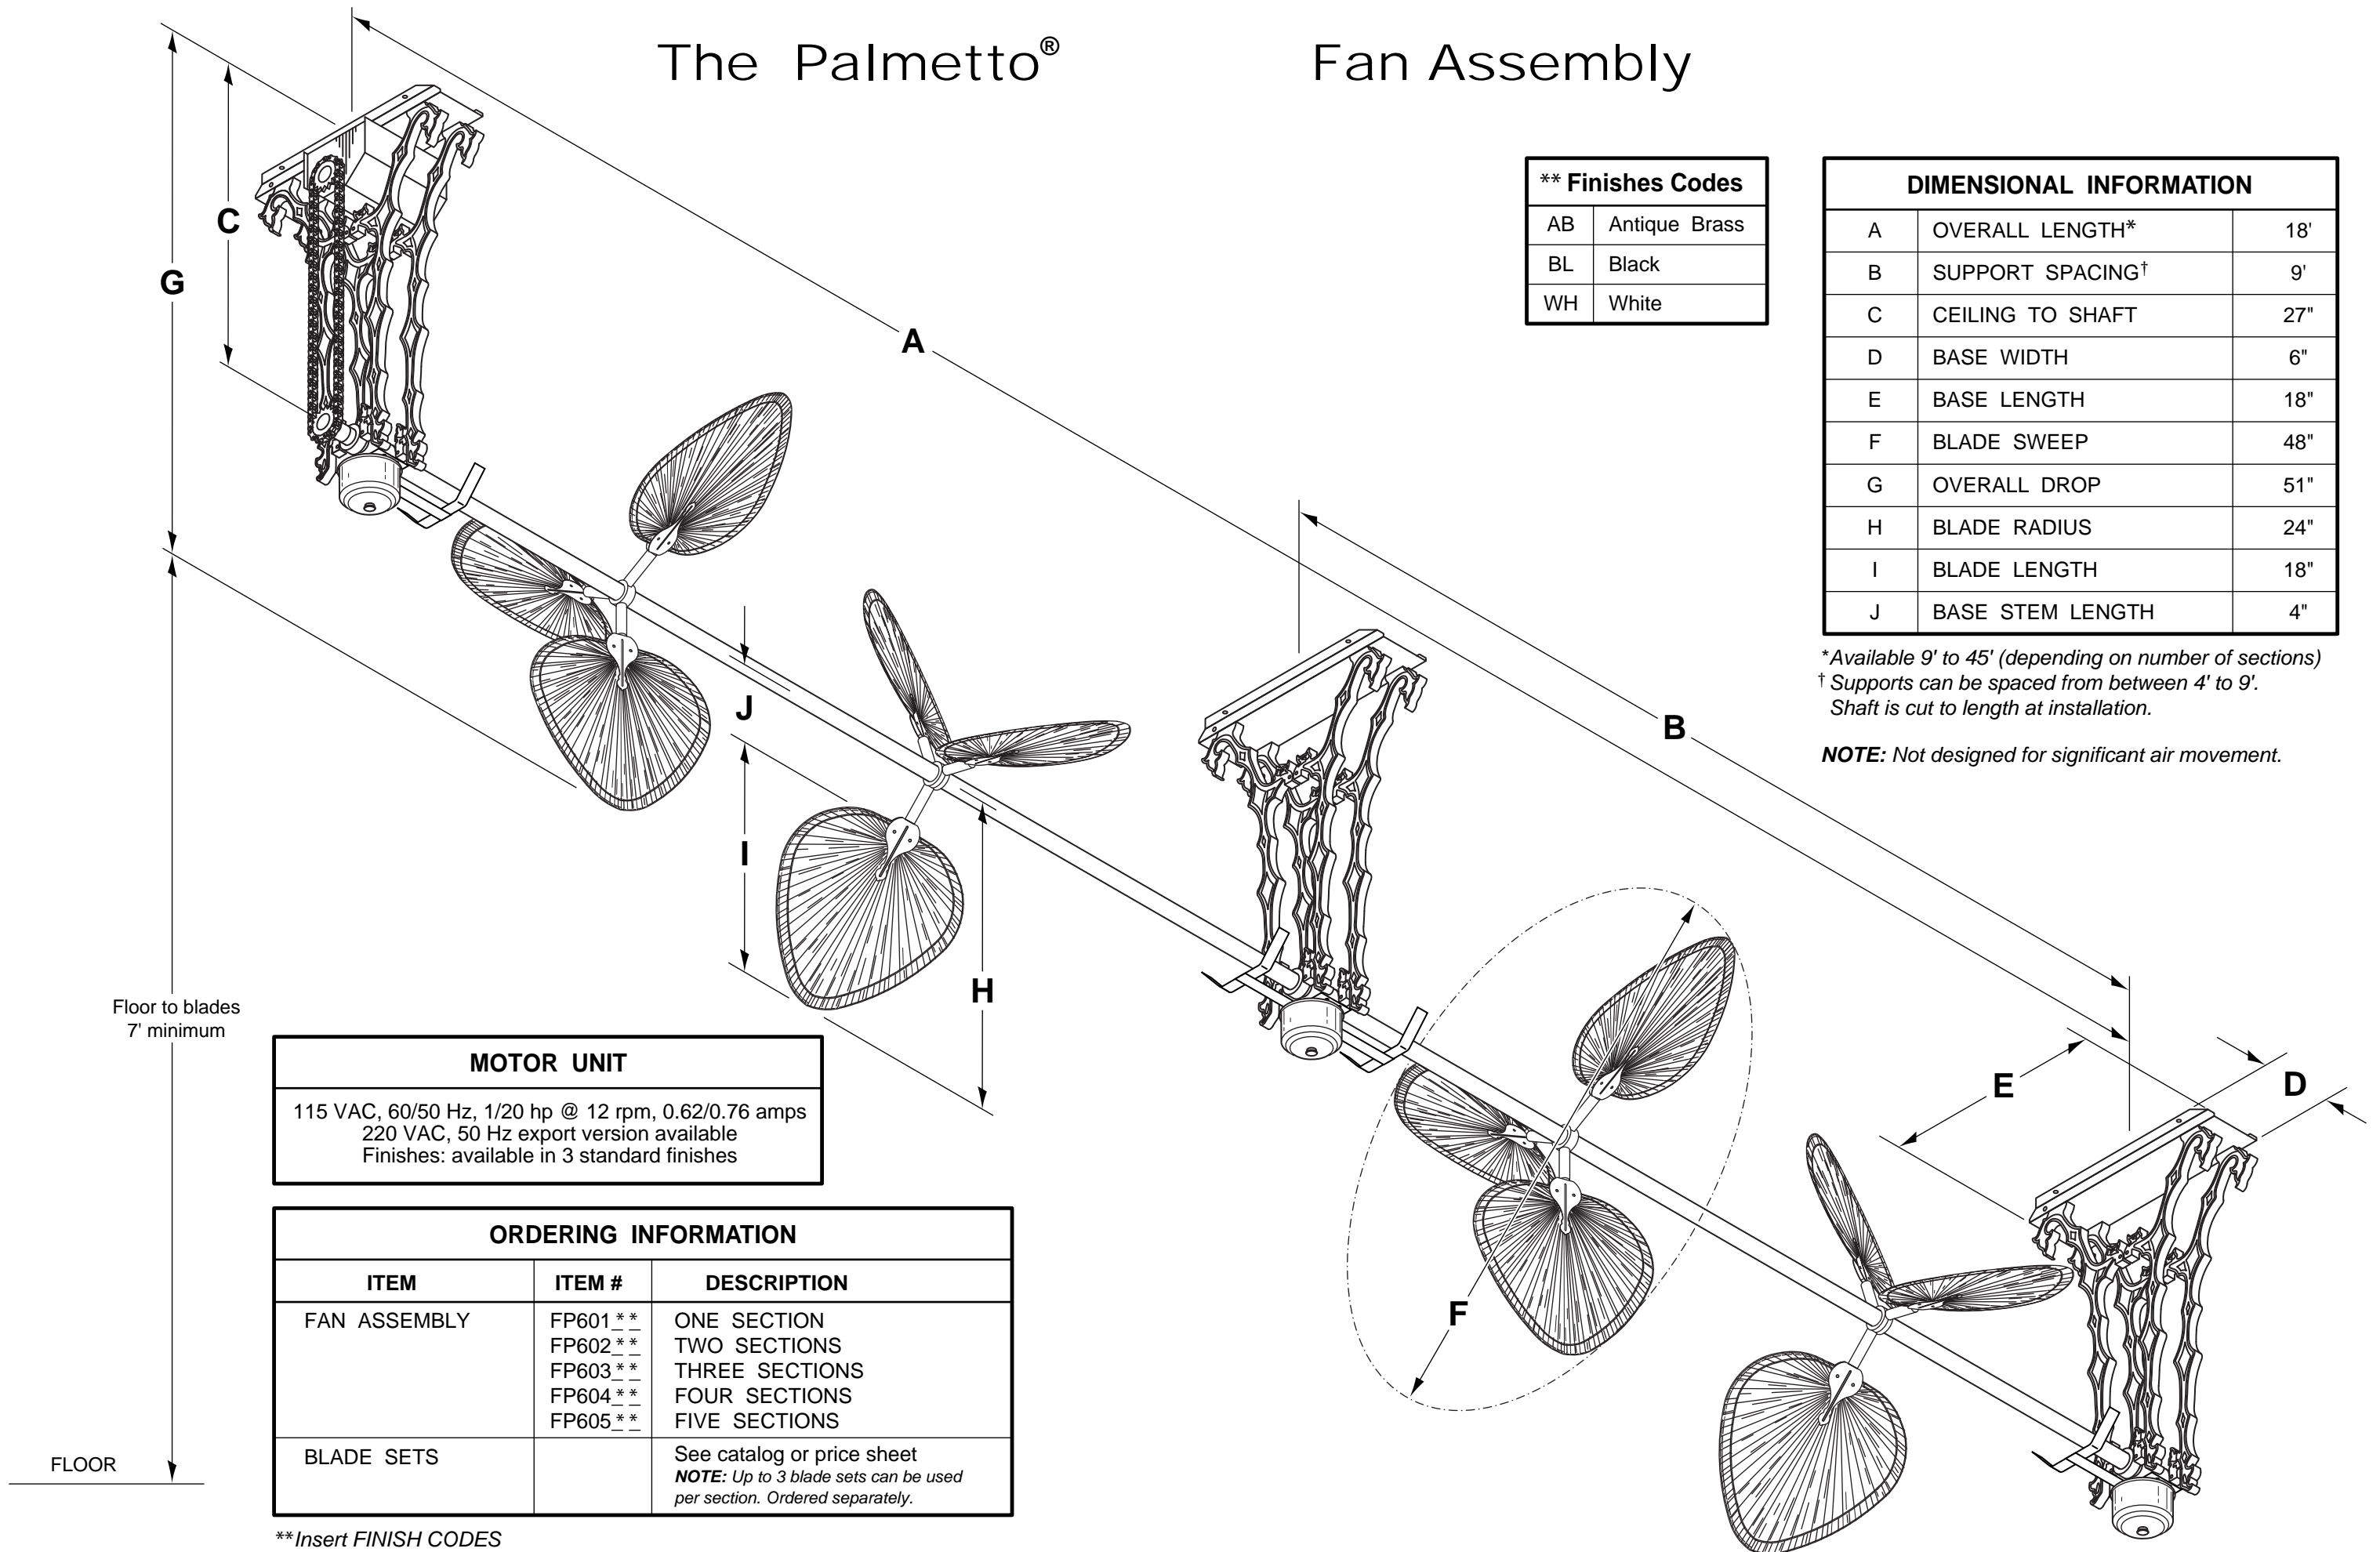 The Palmetto® Fan Assembly
G
C
A
** Finishes Codes
AB Antique Brass
BL Black
WH White
DIMENSIONAL INFORMATION
A OVERALL LENGTH* 18'
B SUPPORT SPACING† 9'
C CEILING TO SHAFT 27"
D BASE WIDTH 6"
E BASE LENGTH 18"
F BLADE SWEEP 48"
G OVERALL DROP 51"
H BLADE RADIUS 24"
I BLADE LENGTH 18"
J BASE STEM LENGTH 4"
*Available 9' to 45' (depending on number of sections)
† Supports can be spaced from between 4' to 9'.
Shaft is cut to length at installation.
NOTE: Not designed for significant air movement.
J
B
I
H
E
D
F
Floor to blades
7' minimum
FLOOR
MOTOR UNIT
115 VAC, 60/50 Hz, 1/20 hp @ 12 rpm, 0.62/0.76 amps
220 VAC, 50 Hz export version available
Finishes: available in 3 standard finishes
ORDERING INFORMATION
ITEM ITEM # DESCRIPTION
FAN ASSEMBLY FP601** ONE SECTION
FP602** TWO SECTIONS
FP603** THREE SECTIONS
FP604** FOUR SECTIONS
FP605** FIVE SECTIONS
BLADE SETS See catalog or price sheet
NOTE: Up to 3 blade sets can be used
per section. Ordered separately.
**Insert FINISH CODES